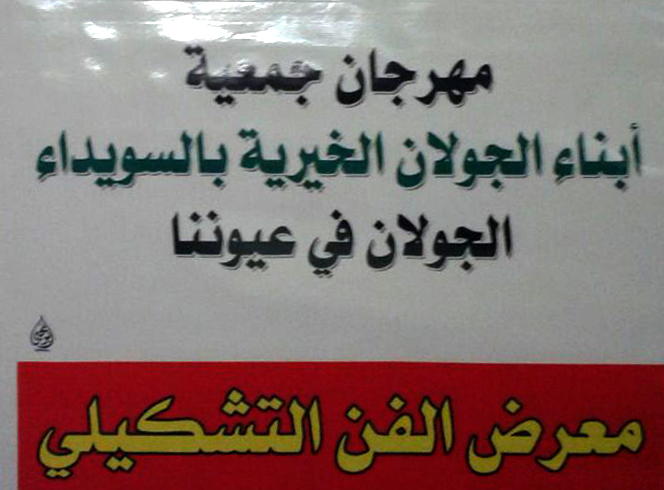 مهرجان جمعية
أبناء الجولان الخيرية بالسويداء
الجولان في عيوننا
معرض الفن التشكيلي